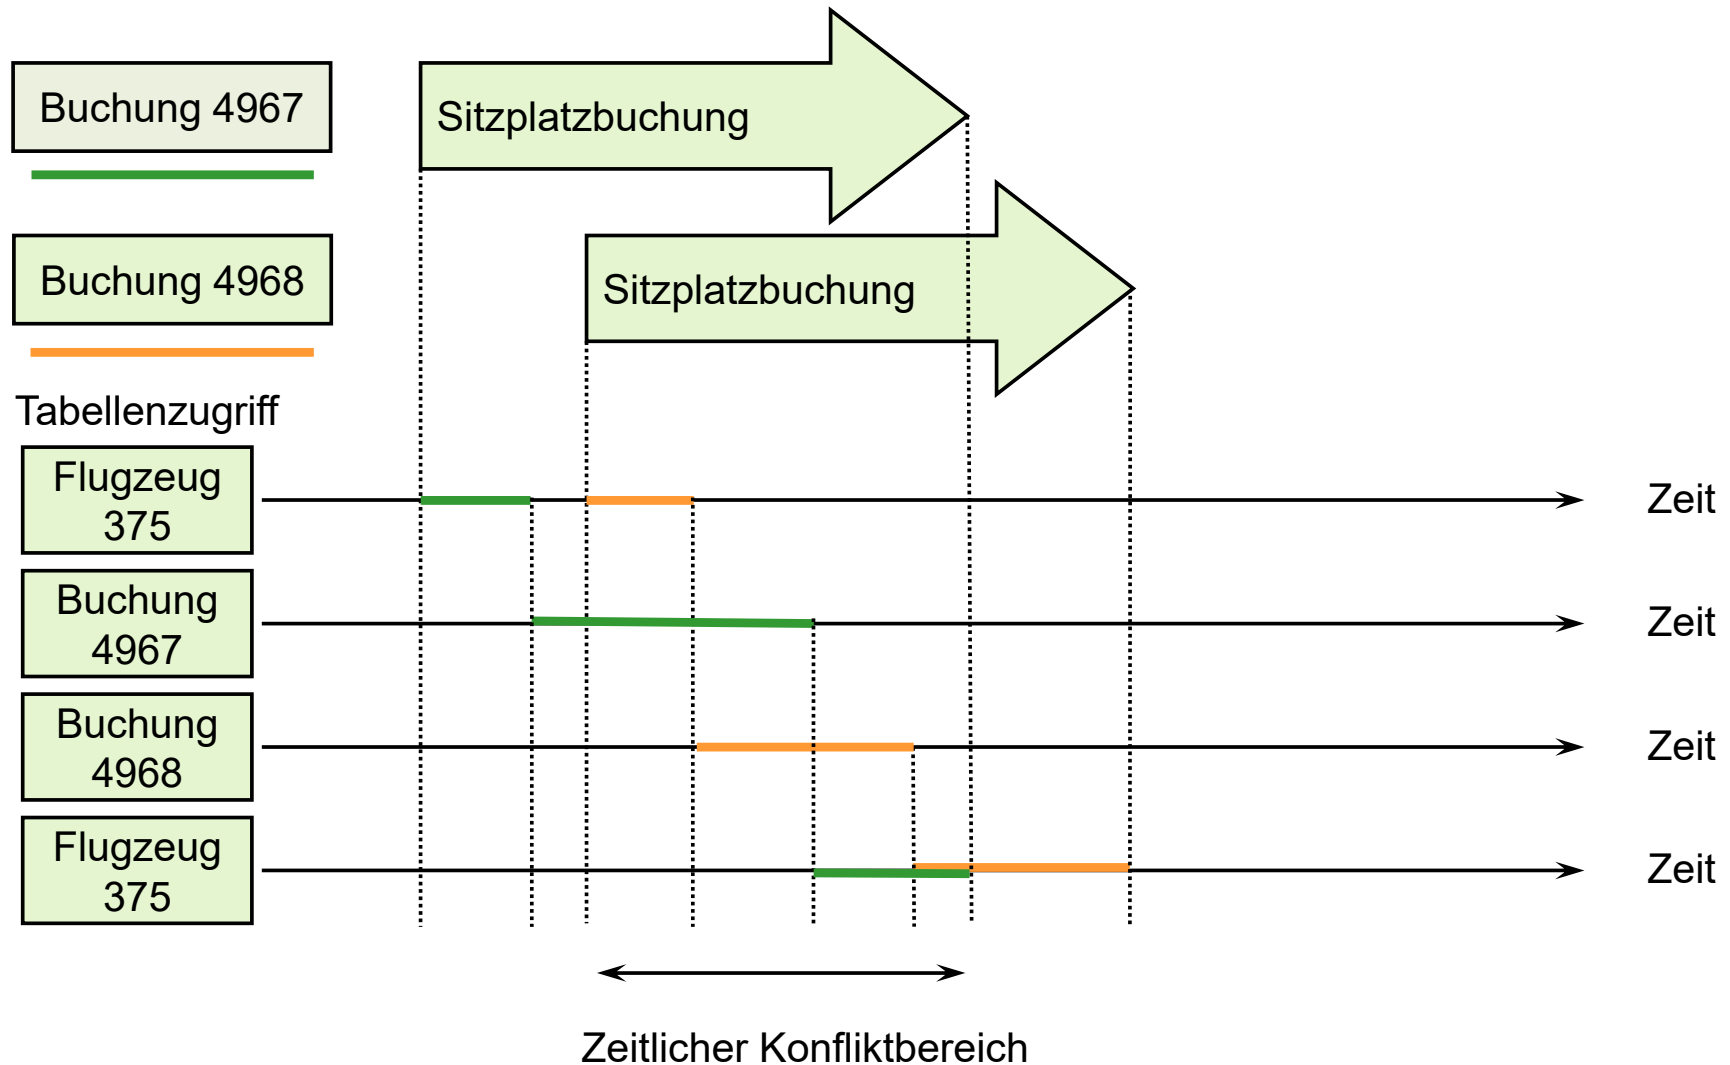 Buchung 4967
Sitzplatzbuchung
Buchung 4968
Sitzplatzbuchung
Tabellenzugriff
Flugzeug
375
Zeit
Buchung
4967
Zeit
Buchung
4968
Zeit
Flugzeug
375
Zeit
Zeitlicher Konfliktbereich